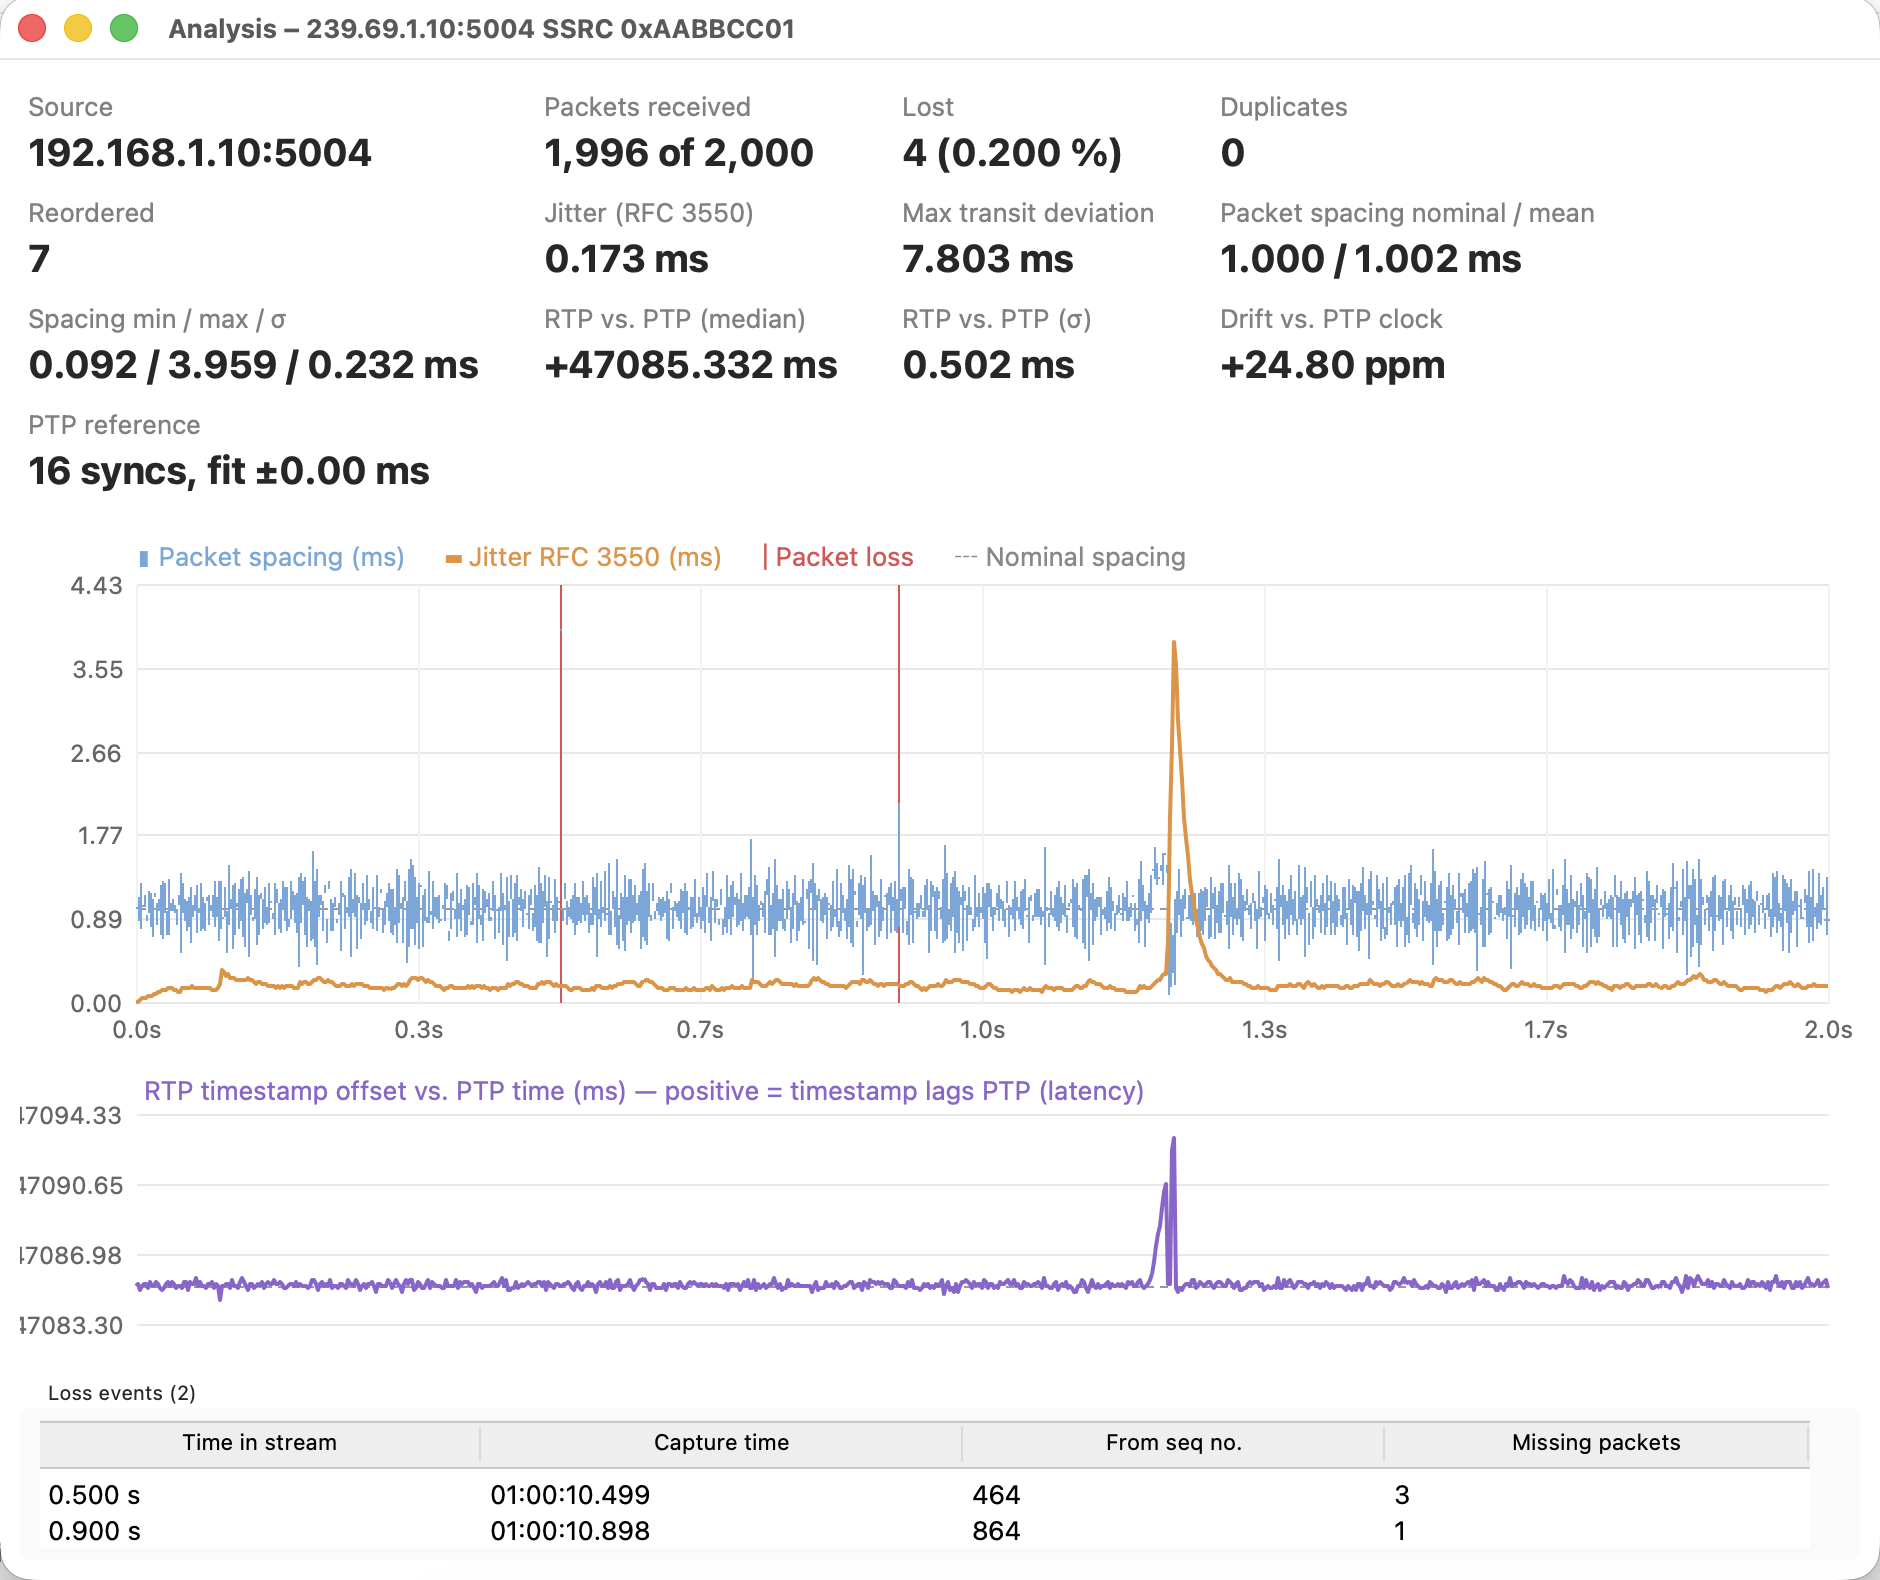 Analysis – 239.69.1.10:5004 SSRC 0xAABBCC01
Source
192.168.1.10:5004
Packets received
1,996 of 2,000
Lost
4 (0.200 %)
Duplicates
0
Reordered
7
Jitter (RFC 3550)
0.173 ms
Max transit deviation
7.803 ms
Packet spacing nominal / mean
1.000 / 1.002 ms
Spacing min / max / σ
0.092 / 3.959 / 0.232 ms
RTP vs. PTP (median)
+47085.332 ms
RTP vs. PTP (σ)
0.502 ms
Drift vs. PTP clock
+24.80 ppm
PTP reference
16 syncs, fit ±0.00 ms
Packet spacing (ms) Jitter RFC 3550 (ms) Packet loss Nominal spacing
4.43
3.55
2.66
1.77
0.89
0.00
0.0s 0.3s 0.7s 1.0s 1.3s 1.7s 2.0s
RTP timestamp offset vs. PTP time (ms) — positive = timestamp lags PTP (latency)
47094.33
47090.65
47086.98
47083.30
Loss events (2)
Time in stream Capture time From seq no. Missing packets
0.500 s 01:00:10.499 464 3
0.900 s 01:00:10.898 864 1